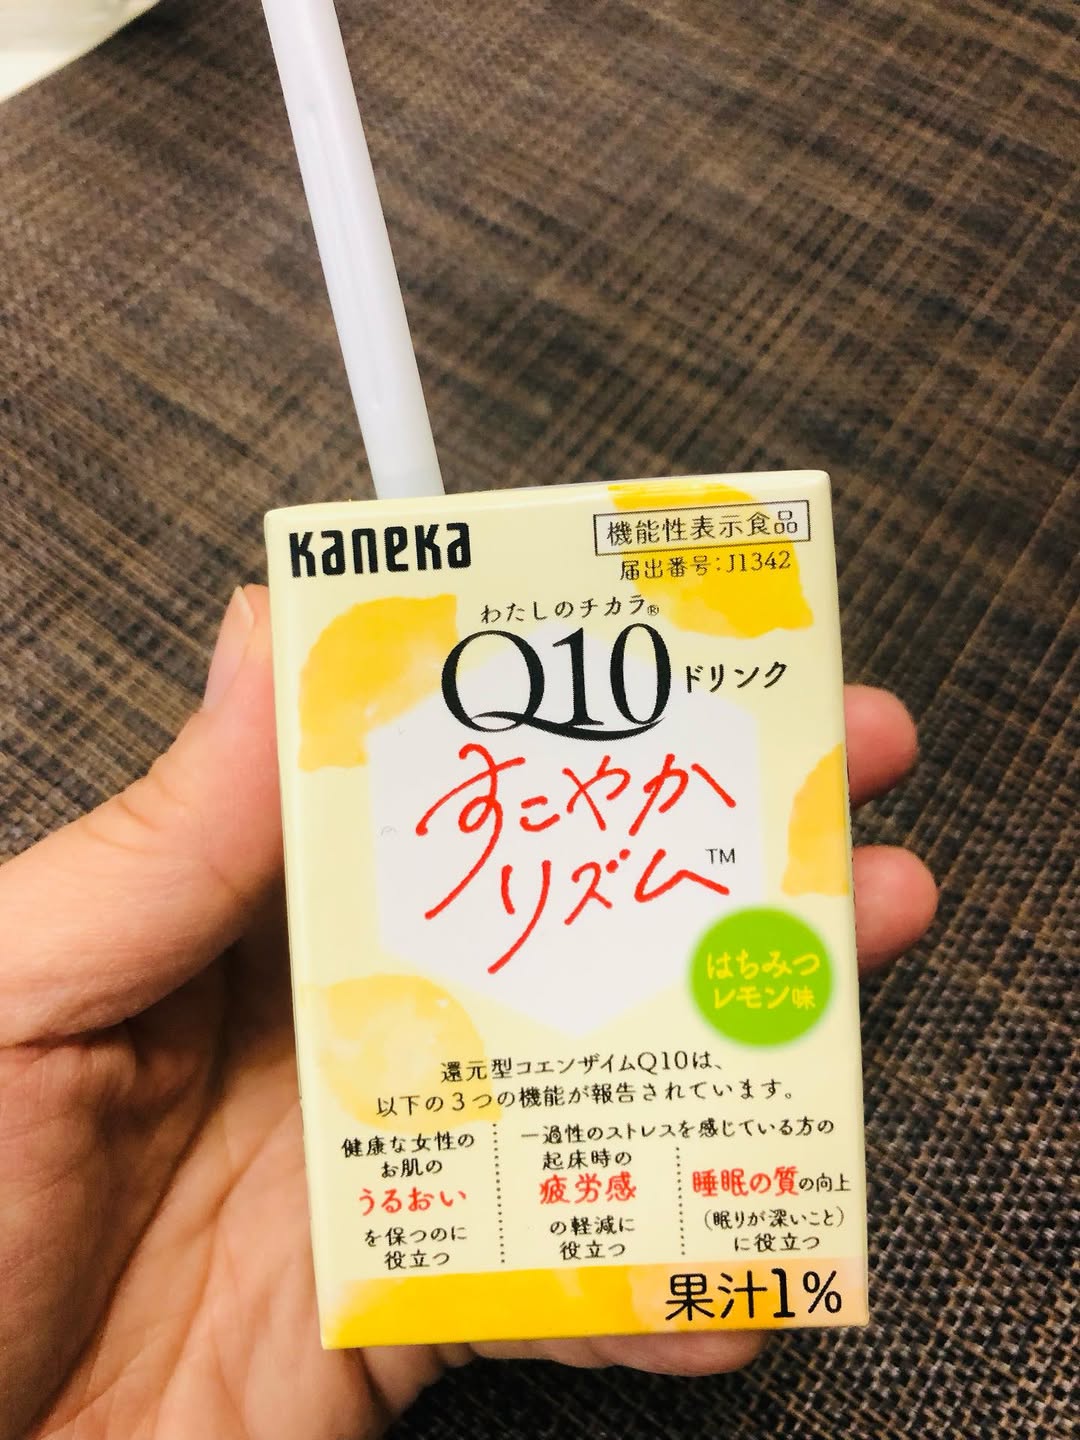 Kaneka
機能性表示食品
届出番号:J1342
わたしのチカラ®
Q10ドリンク
すこやか
リズム™
はちみつ
レモン味
還元型コエンザイムQ10は、
以下の3つの機能が報告されています。
健康な女性の
お肌の
うるおい
を保つのに
役立つ
一過性のストレスを感じている方の
起床時の
疲労感
の軽減に
役立つ
睡眠の質の向上
(眠りが深いこと)
に役立つ
果汁1%